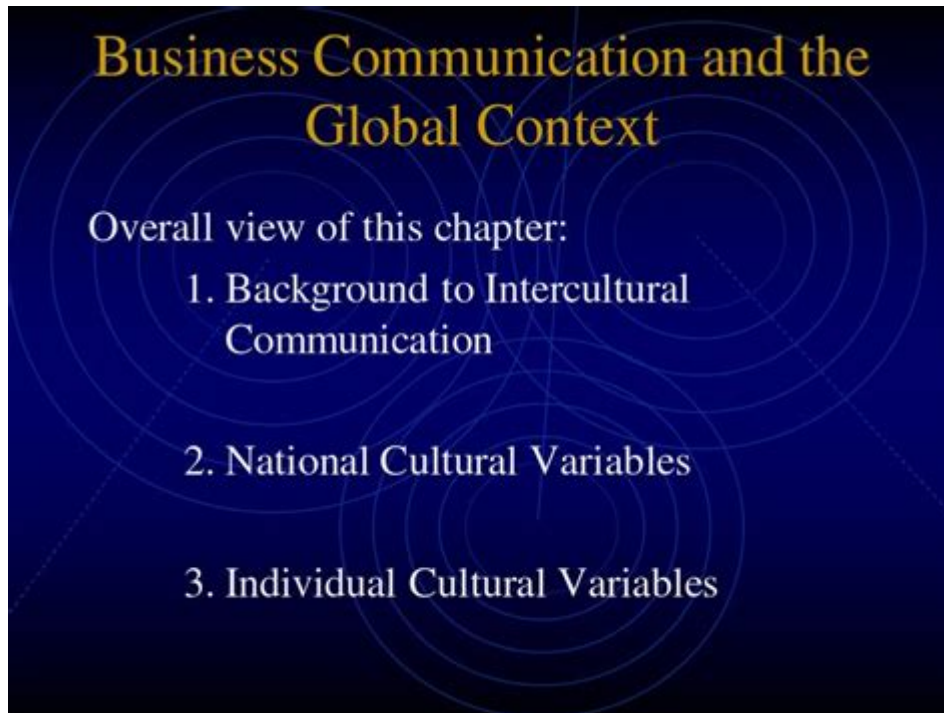 Business Communication and the
Global Context
Overall view of this chapter:
1. Background to Intercultural
Communication
2. National Cultural Variables
3. Individual Cultural Variables